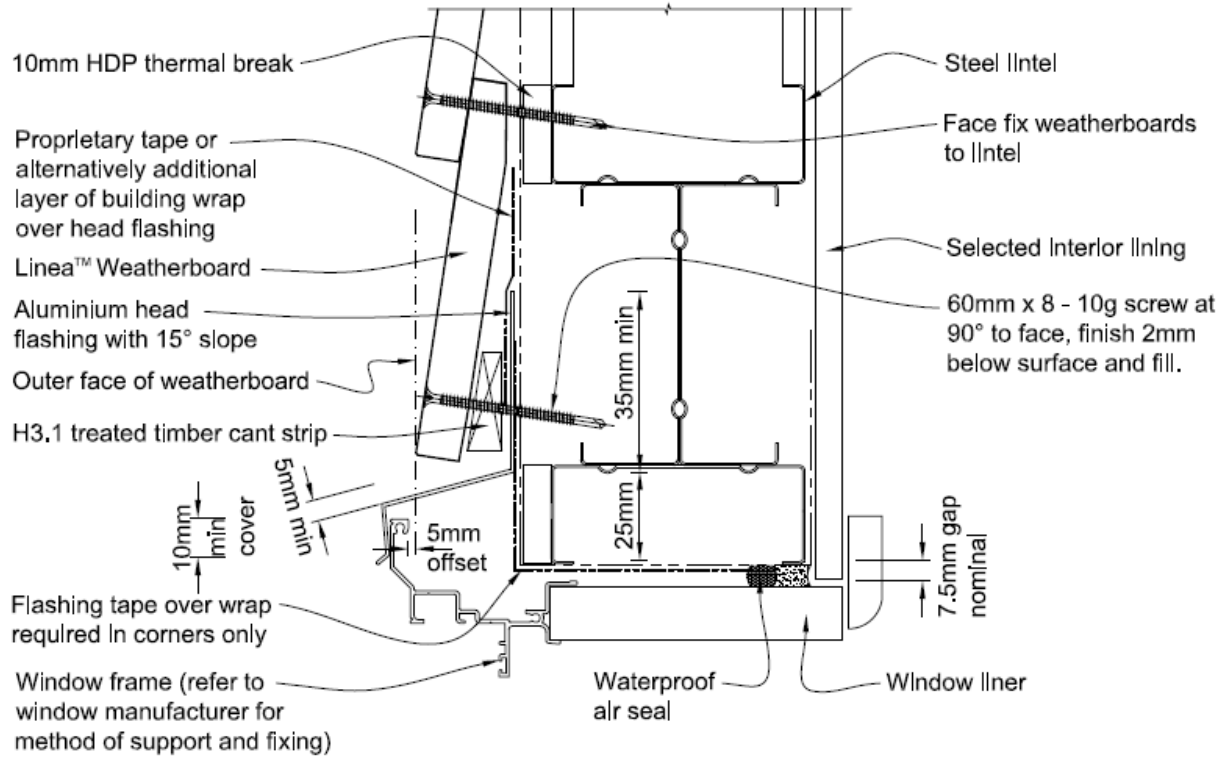 10mm HDP thermal break
Proprietary tape or
alternatively additional
layer of building wrap
over head flashing
Linea™ Weatherboard
Aluminium head
flashing with 15° slope
Outer face of weatherboard
H3.1 treated timber cant strip
5mm min
10mm
min
cover
5mm
offset
Flashing tape over wrap
required in corners only
Window frame (refer to
window manufacturer for
method of support and fixing)
35mm min
25mm
Steel lintel
Face fix weatherboards
to lintel
Selected interior lining
60mm x 8 - 10g screw at
90° to face, finish 2mm
below surface and fill.
7.5mm gap
nominal
Waterproof
air seal
Window liner